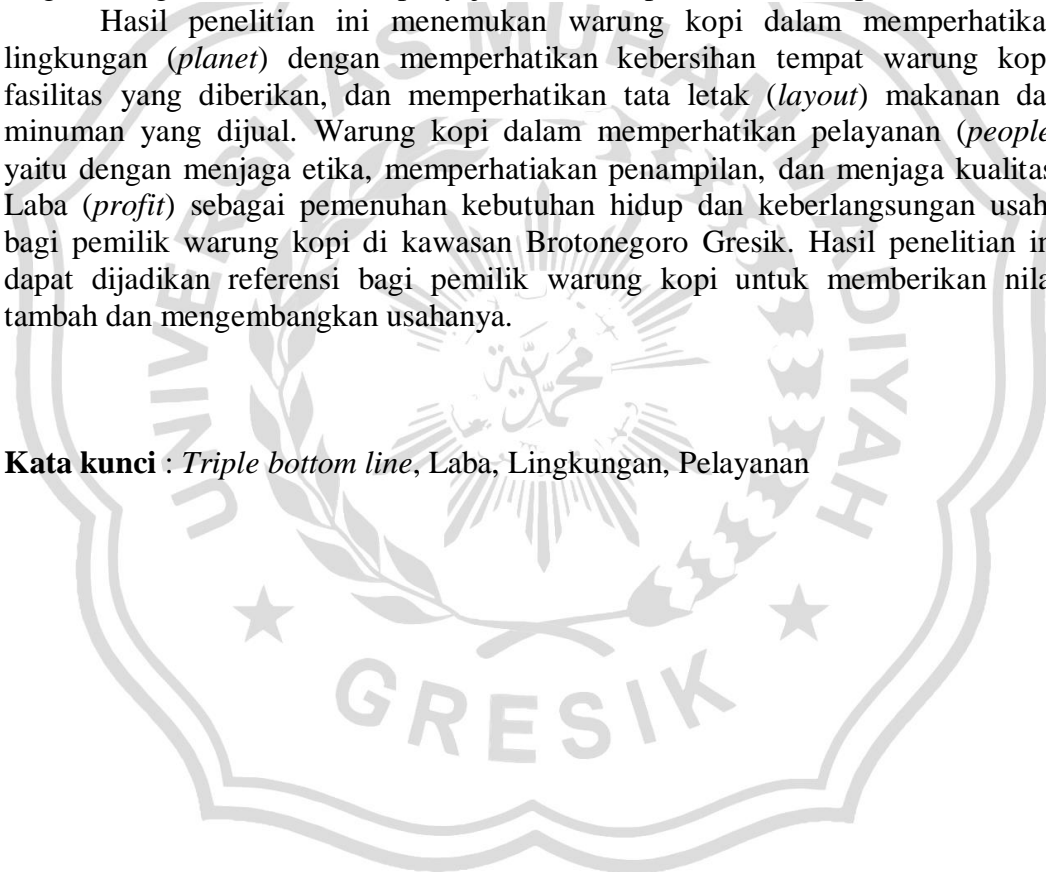 Hasil penelitian ini menemukan warung kopi dalam memperhatika
lingkungan (planet) dengan memperhatikan kebersihan tempat warung kop
fasilitas yang diberikan, dan memperhatikan tata letak (layout) makanan da
minuman yang dijual. Warung kopi dalam memperhatikan pelayanan (people
yaitu dengan menjaga etika, memperhatiakan penampilan, dan menjaga kualitas
Laba (profit) sebagai pemenuhan kebutuhan hidup dan keberlangsungan usah
bagi pemilik warung kopi di kawasan Brotonegoro Gresik. Hasil penelitian in
dapat dijadikan referensi bagi pemilik warung kopi untuk memberikan nila
tambah dan mengembangkan usahanya.
Kata kunci : Triple bottom line, Laba, Lingkungan, Pelayanan
UNIVERSITAS MUHAMMADIYAH
GRESIK